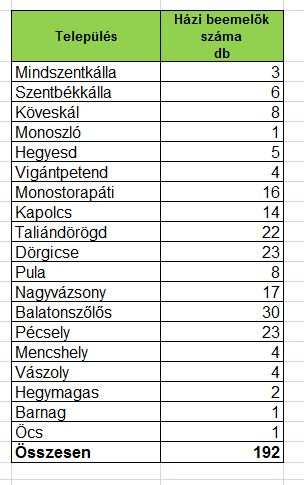 Település
Házi beemelők
száma
db
Mindszentkálla 3
Szentbékkálla 6
Köveskál 8
Monoszló 1
Hegyesd 5
Vigántpetend 4
Monostorapáti 16
Kapolcs 14
Taliándörögd 22
Dörgicse 23
Pula 8
Nagyvázsony 17
Balatonszőlős 30
Pécsely 23
Mencshely 4
Vászoly 4
Hegymagas 2
Barnag 1
Öcs 1
Összesen 192